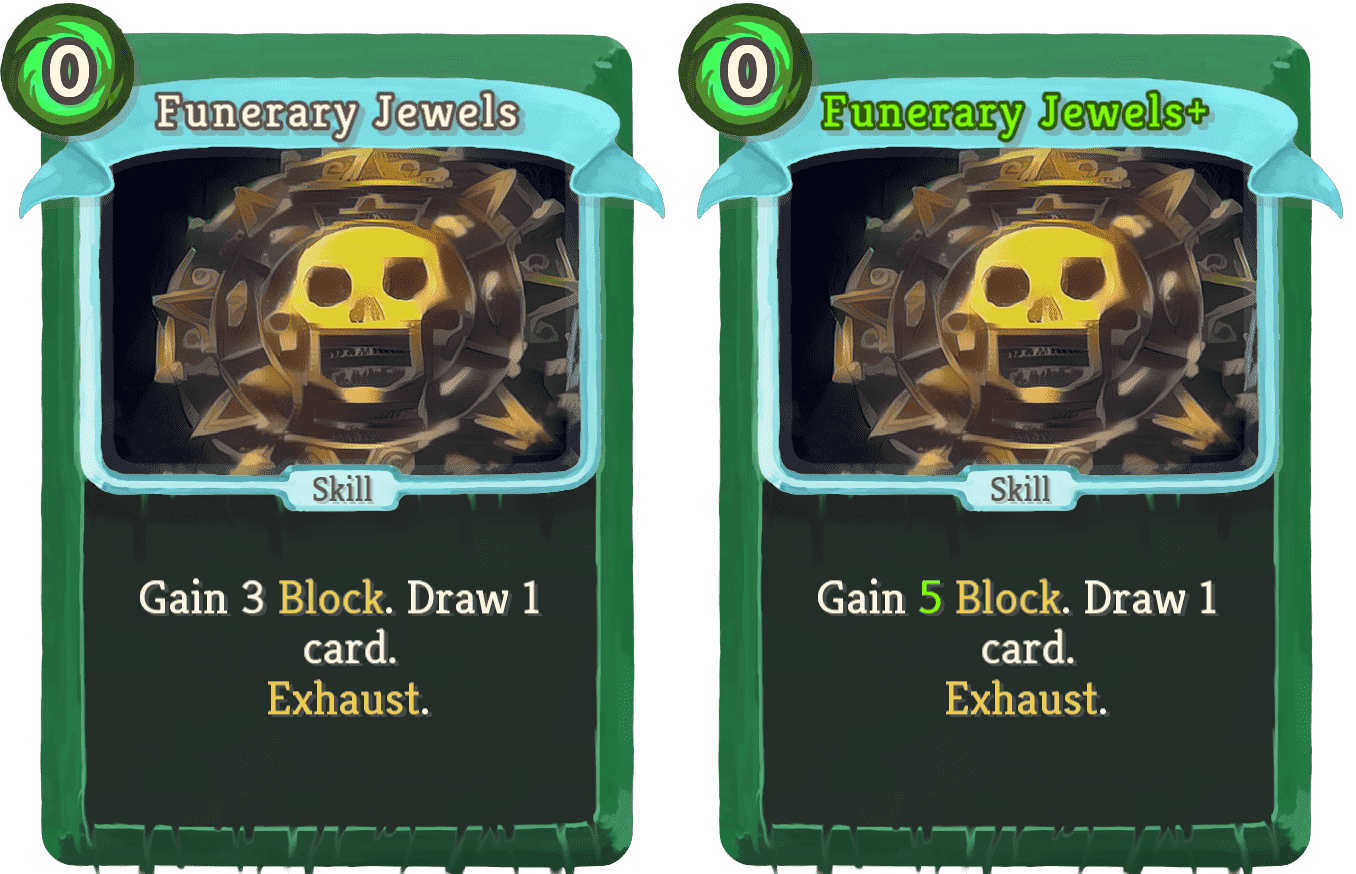 0
Funerary Jewels
Skill
Gain 3 Block. Draw 1
card.
Exhaust.
0
Funerary Jewels+
Skill
Gain 5 Block. Draw 1
card.
Exhaust.